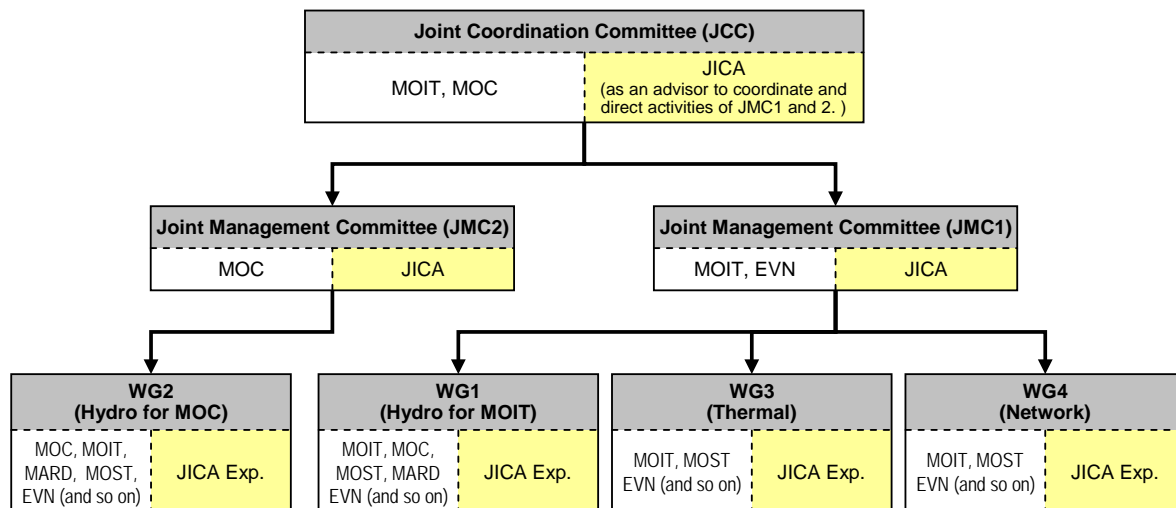 Joint Coordination Committee (JCC)
MOIT, MOC
JICA
(as an advisor to coordinate and
direct activities of JMC1 and 2. )
Joint Management Committee (JMC2)
MOC
JICA
Joint Management Committee (JMC1)
MOIT, EVN
JICA
WG2
(Hydro for MOC)
MOC, MOIT,
MARD, MOST,
EVN (and so on)
JICA Exp.
WG1
(Hydro for MOIT)
MOIT, MOC,
MOST, MARD
EVN (and so on)
JICA Exp.
WG3
(Thermal)
MOIT, MOST
EVN (and so on)
JICA Exp.
WG4
(Network)
MOIT, MOST
EVN (and so on)
JICA Exp.